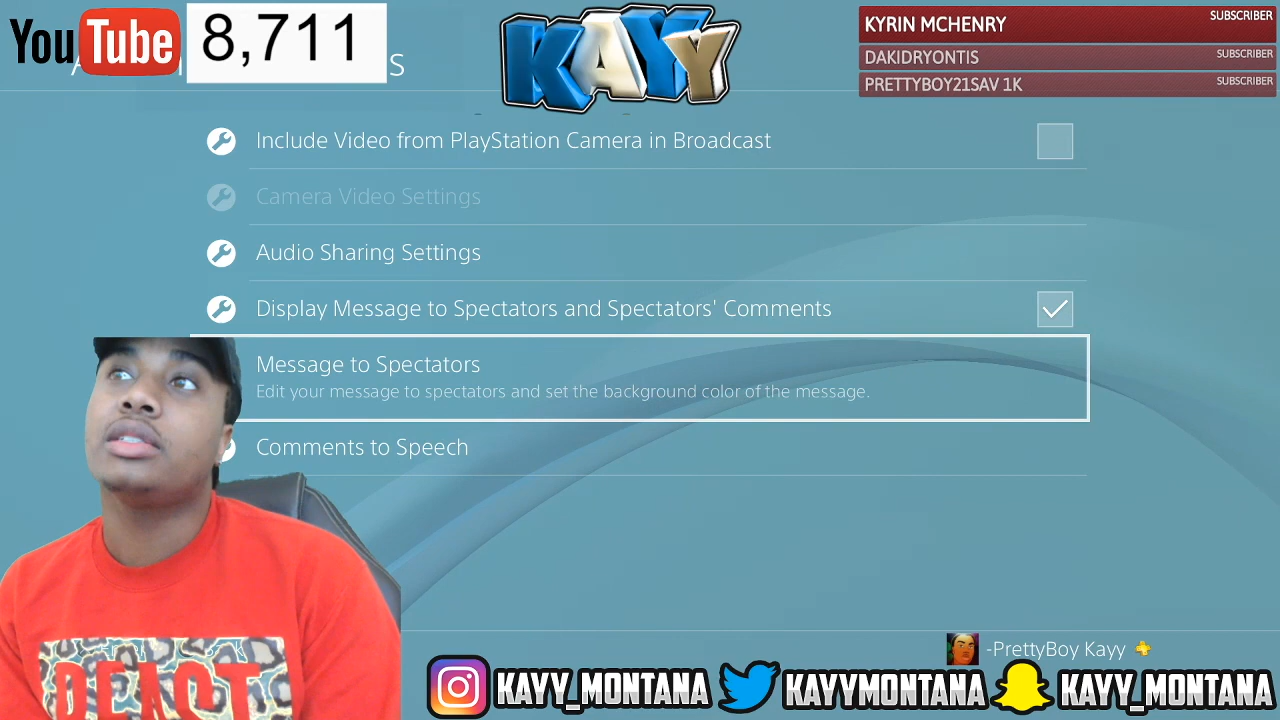 YouTube
8,711
KAYY
KYRIN MCHENRY SUBSCRIBER
DAKIDRYONTIS SUBSCRIBER
PRETTYBOY21SAV 1K SUBSCRIBER
Include Video from PlayStation Camera in Broadcast
Camera Video Settings
Audio Sharing Settings
Display Message to Spectators and Spectators' Comments
Message to Spectators
Edit your message to spectators and set the background color of the message.
Comments to Speech
-PrettyBoy Kayy
KAYY_MONTANA KAYYMONTANA KAYY_MONTANA